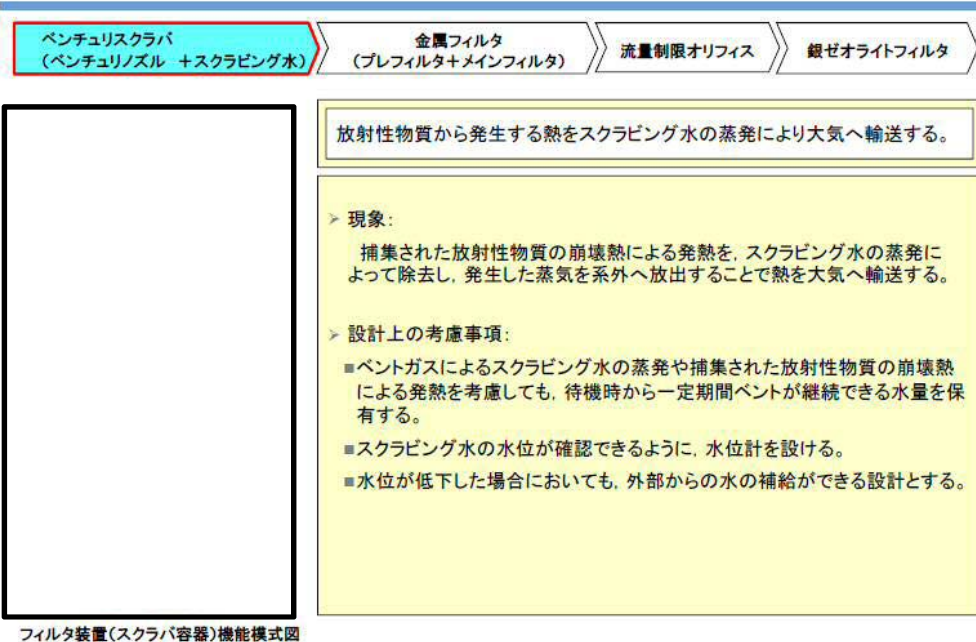 ベンチュリスクラバ
(ベンチュリノズル +スクラビング水)
金属フィルタ
(プレフィルタ+メインフィルタ)
流量制限オリフィス
銀ゼオライトフィルタ
放射性物質から発生する熱をスクラビング水の蒸発により大気へ輸送する。
➢ 現象:
捕集された放射性物質の崩壊熱による発熱を,スクラビング水の蒸発に
よって除去し,発生した蒸気を系外へ放出することで熱を大気へ輸送する。
➢ 設計上の考慮事項:
■ベントガスによるスクラビング水の蒸発や捕集された放射性物質の崩壊熱
による発熱を考慮しても,待機時から一定期間ベントが継続できる水量を保
有する。
■スクラビング水の水位が確認できるように,水位計を設ける。
■水位が低下した場合においても,外部からの水の補給ができる設計とする。
フィルタ装置(スクラバ容器)機能模式図